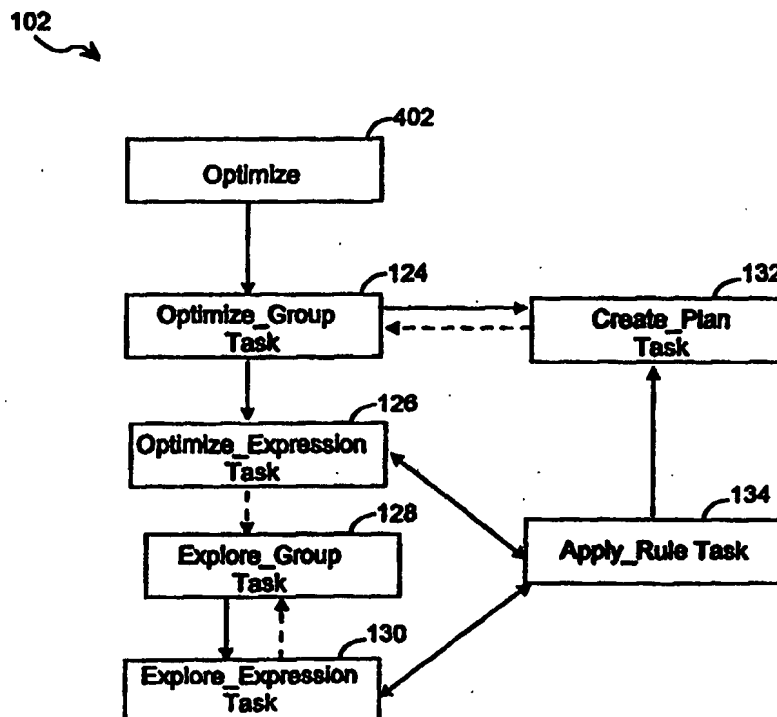 102
402
Optimize
124
132
Optimize_Group
Task
Create_Plan
Task
126
Optimize_Expression
Task
134
128
Explore_Group
Task
Apply_Rule Task
130
Explore_Expression
Task